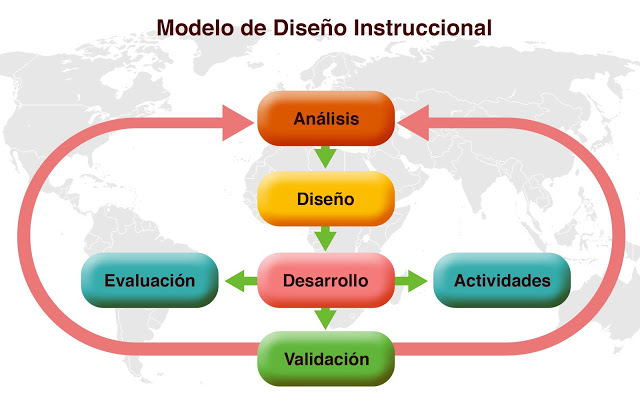 Modelo de Diseño Instruccional
Análisis
Diseño
Evaluación
Desarrollo
Actividades
Validación